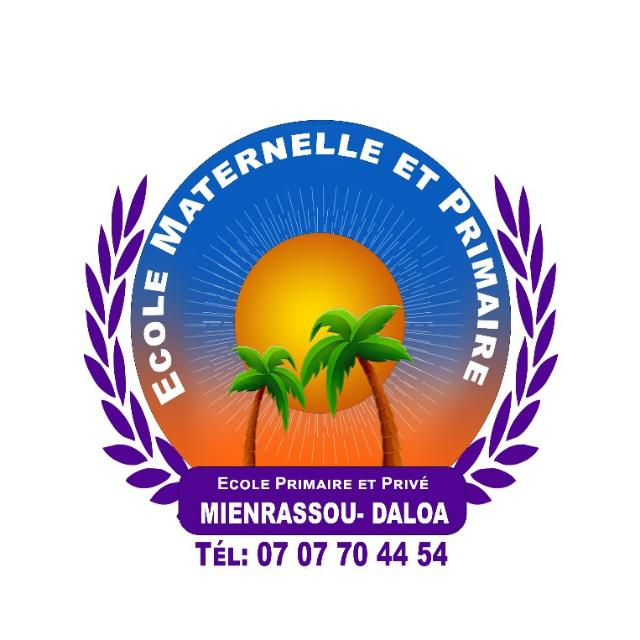 ECOLE MATERNELLE ET PRIMAIRE
ECOLE PRIMAIRE ET PRIVÉ
MIENRASSOU- DALOA
TÉL: 07 07 70 44 54